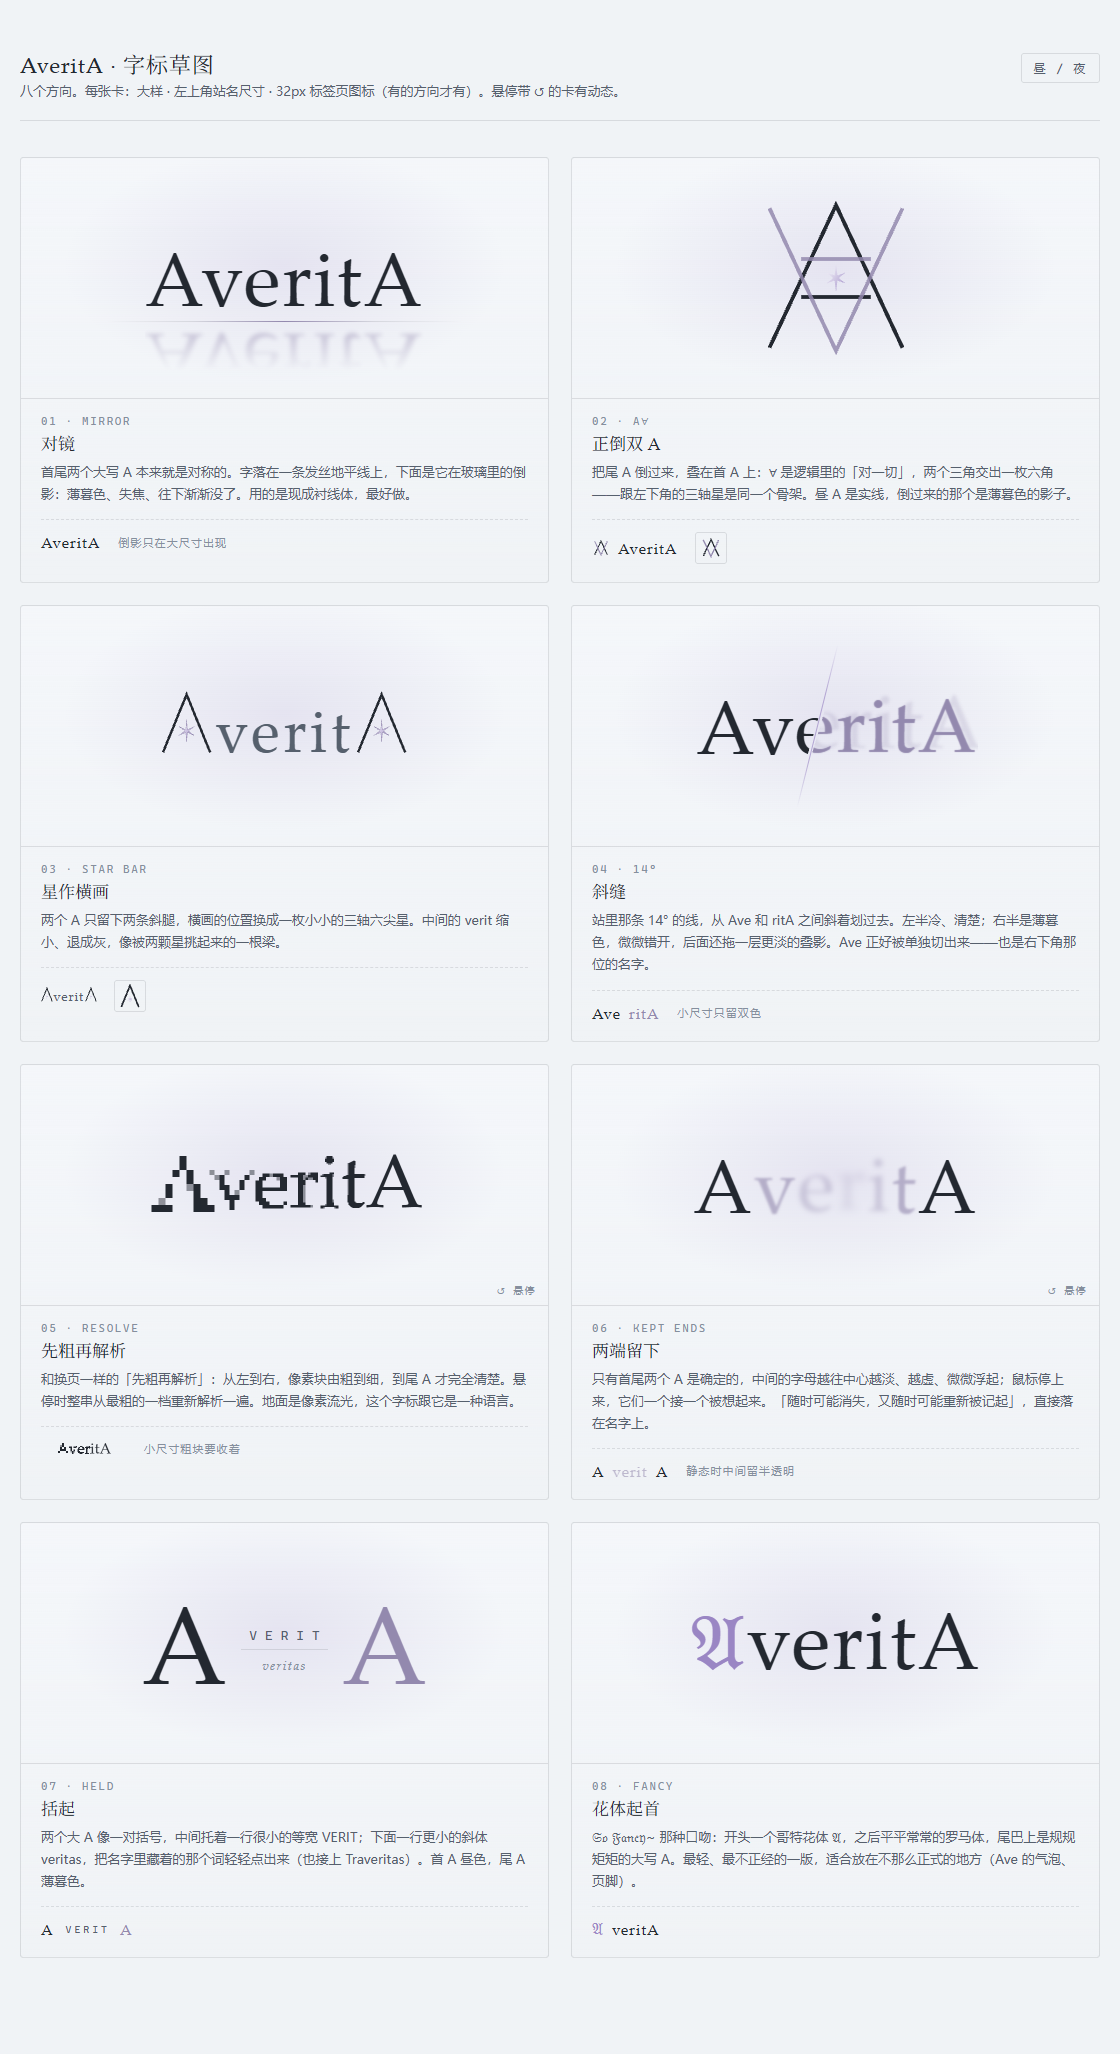 AveritA · 字标草图
昼 / 夜
八个方向。每张卡：大样 · 左上角站名尺寸 · 32px 标签页图标（有的方向才有）。悬停带 ↺ 的卡有动态。
AveritA
AveritA
01 · MIRROR
对镜
首尾两个大写 A 本来就是对称的。字落在一条发丝地平线上，下面是它在玻璃里的倒
影：薄暮色、失焦、往下渐渐没了。用的是现成衬线体，最好做。
AveritA 倒影只在大尺寸出现
02 · A∀
正倒双 A
把尾 A 倒过来，叠在首 A 上：∀ 是逻辑里的「对一切」，两个三角交出一枚六角
——跟左下角的三轴星是同一个骨架。昼 A 是实线，倒过来的那个是薄暮色的影子。
AveritA
AveritA
03 · STAR BAR
星作横画
两个 A 只留下两条斜腿，横画的位置换成一枚小小的三轴六尖星。中间的 verit 缩
小、退成灰，像被两颗星挑起来的一根梁。
AveritA A
AveritA
04 · 14°
斜缝
站里那条 14° 的线，从 Ave 和 ritA 之间斜着划过去。左半冷、清楚；右半是薄暮
色，微微错开，后面还拖一层更淡的叠影。Ave 正好被单独切出来——也是右下角那
位的名字。
Ave ritA 小尺寸只留双色
AveritA
↺ 悬停
05 · RESOLVE
先粗再解析
和换页一样的「先粗再解析」：从左到右，像素块由粗到细，到尾 A 才完全清楚。悬
停时整串从最粗的一档重新解析一遍。地面是像素流光，这个字标跟它是一种语言。
AveritA 小尺寸粗块要收着
AveritA
↺ 悬停
06 · KEPT ENDS
两端留下
只有首尾两个 A 是确定的，中间的字母越往中心越淡、越虚、微微浮起；鼠标停上
来，它们一个接一个被想起来。「随时可能消失，又随时可能重新被记起」，直接落
在名字上。
A verit A 静态时中间留半透明
A VERIT A
veritas
07 · HELD
括起
两个大 A 像一对括号，中间托着一行很小的等宽 VERIT；下面一行更小的斜体
veritas，把名字里藏着的那个词轻轻点出来（也接上 Traveritas）。首 A 昼色，尾 A
薄暮色。
A VERIT A
𝔄veritA
08 · FANCY
花体起首
𝔖𝔬 𝔉𝔞𝔫𝔠𝔶~ 那种口吻：开头一个哥特花体 𝔄，之后平平常常的罗马体，尾巴上是规规
矩矩的大写 A。最轻、最不正经的一版，适合放在不那么正式的地方（Ave 的气泡、
页脚）。
𝔄 veritA